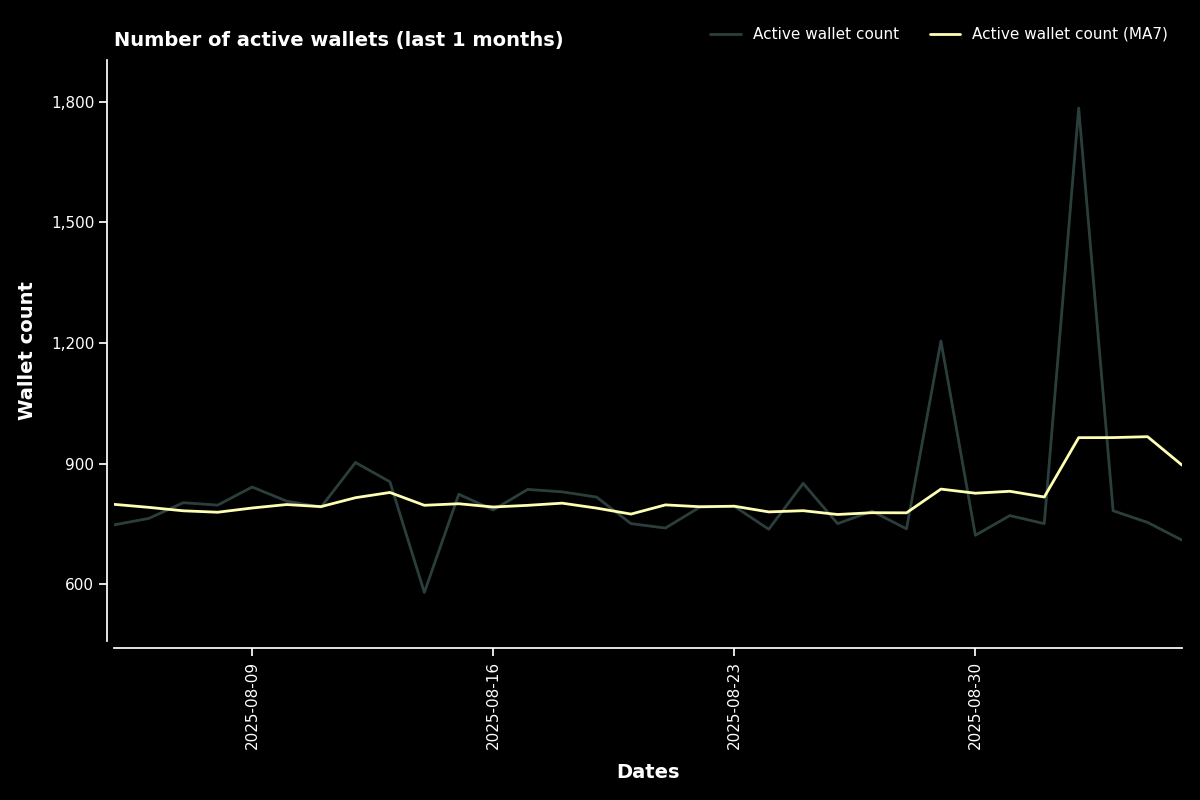 Number of active wallets (last 1 months)
Active wallet count
Active wallet count (MA7)
Wallet count
1,800
1,500
1,200
900
600
2025-08-09
2025-08-16
2025-08-23
2025-08-30
Dates